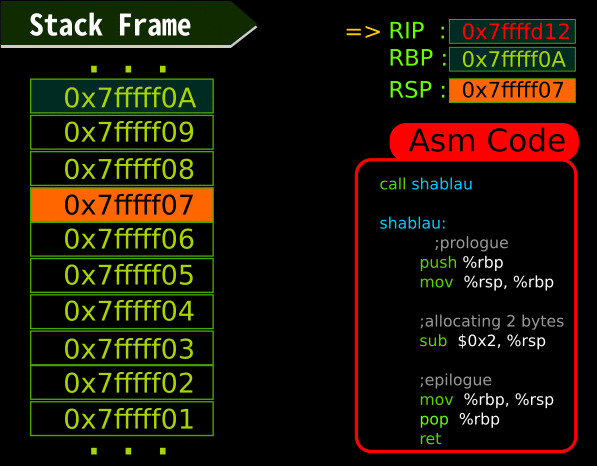 Stack Frame
. . .
0x7fffff0A
0x7fffff09
0x7fffff08
0x7fffff07
0x7fffff06
0x7fffff05
0x7fffff04
0x7fffff03
0x7fffff02
0x7fffff01
. . .
=> RIP : 0x7ffffd12
RBP : 0x7fffff0A
RSP : 0x7fffff07
Asm Code
call shablau
shablau:
;prologue
push %rbp
mov %rsp, %rbp
;allocating 2 bytes
sub $0x2, %rsp
;epilogue
mov %rbp, %rsp
pop %rbp
ret